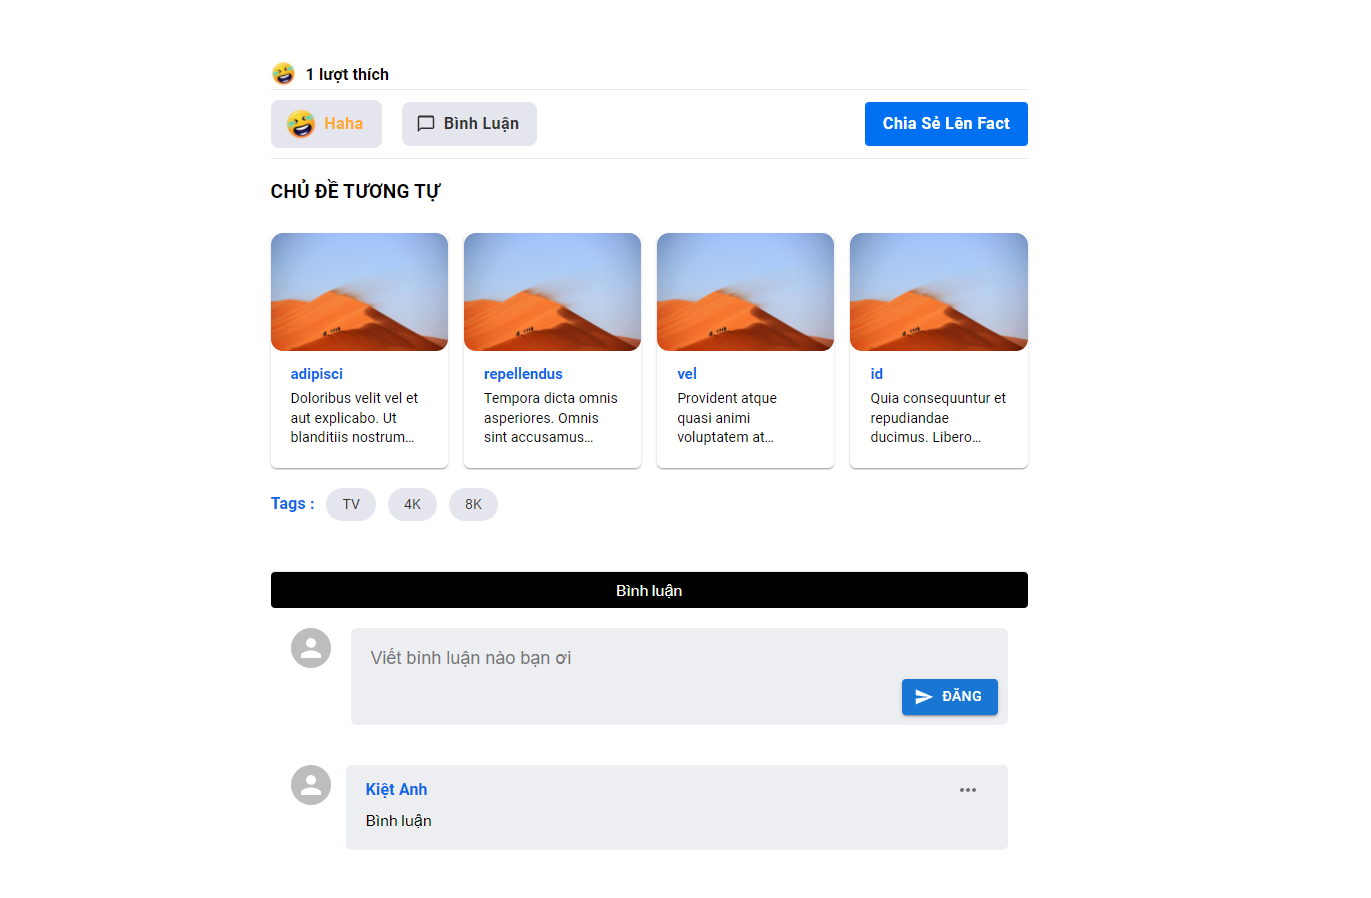 1 lượt thích
Haha
Bình Luận
Chia Sẻ Lên Fact
CHỦ ĐỀ TƯƠNG TỰ
adipisci
Doloribus velit vel et
aut explicabo. Ut
blanditiis nostrum...
repellendus
Tempora dicta omnis
asperiores. Omnis
sint accusamus...
vel
Provident atque
quasi animi
voluptatem at...
id
Quia consequuntur et
repudiandae
ducimus. Libero...
Tags :
TV
4K
8K
Bình luận
Viết bình luận nào bạn ơi
ĐĂNG
Kiệt Anh
Bình luận